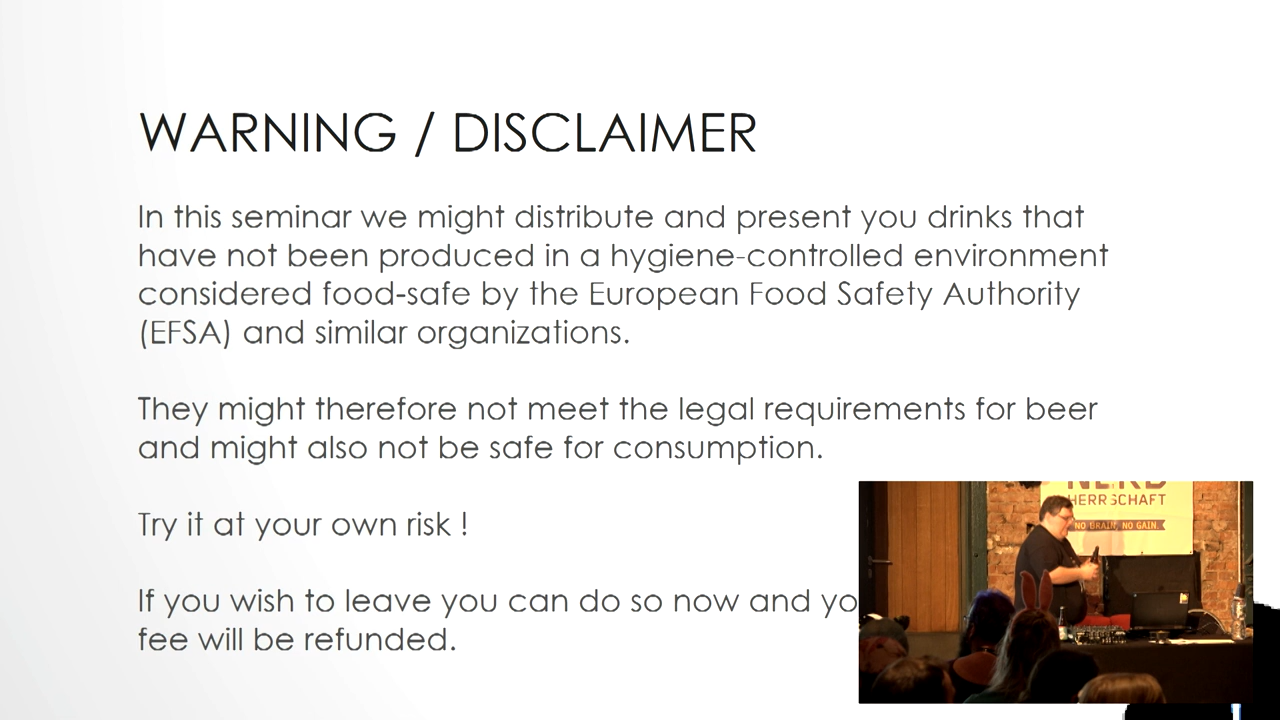 WARNING / DISCLAIMER
In this seminar we might distribute and present you drinks that
have not been produced in a hygiene-controlled environment
considered food-safe by the European Food Safety Authority
(EFSA) and similar organizations.
They might therefore not meet the legal requirements for beer
and might also not be safe for consumption.
Try it at your own risk !
If you wish to leave you can do so now and yo
fee will be refunded.
NERD
HERRSCHAFT
NO BRAIN, NO GAIN.